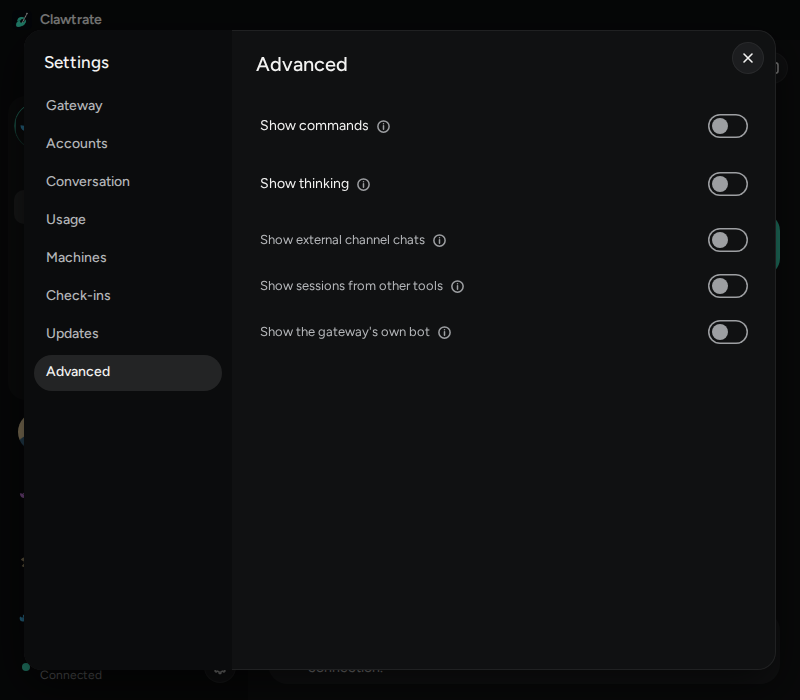 Clawtrate
Settings
Gateway
Accounts
Conversation
Usage
Machines
Check-ins
Updates
Advanced
Advanced
Show commands
Show thinking
Show external channel chats
Show sessions from other tools
Show the gateway's own bot
Connected
connection.